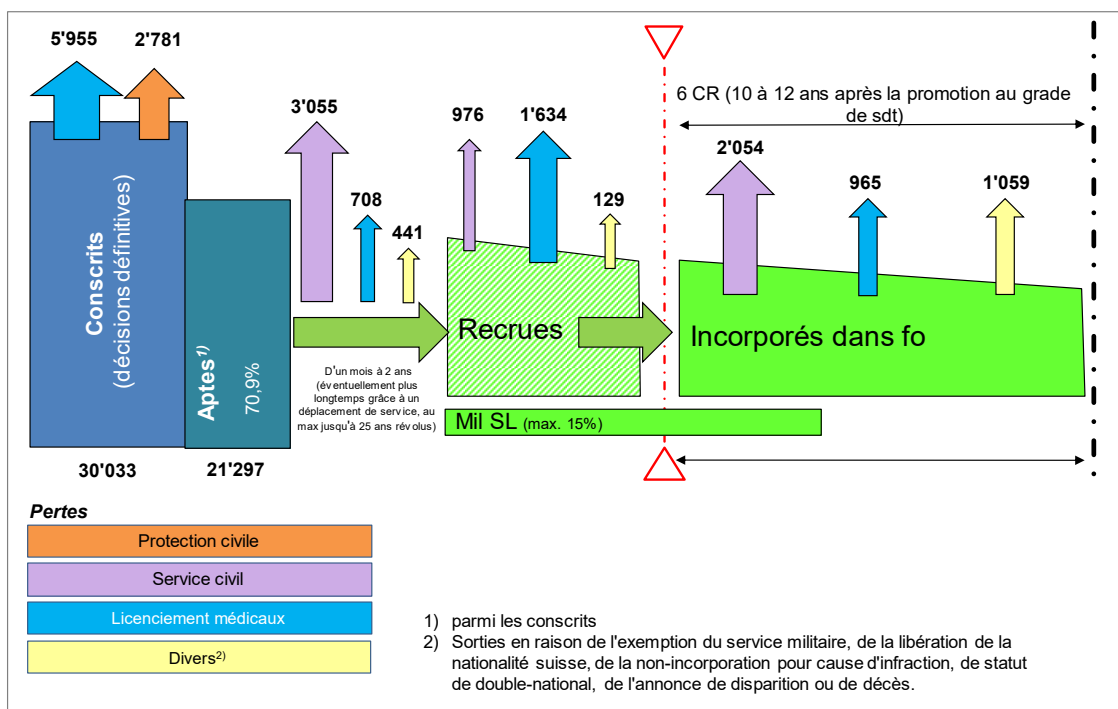 5'955
2'781
3'055
708
441
976
1'634
129
6 CR (10 à 12 ans après la promotion au grade
de sdt)
2'054
965
1'059
Conscrits
(décisions définitives)
Aptes1)
70,9%
Recrues
Incorporés dans fo
D'un mois à 2 ans
(éventuellement plus
longtemps grâce à un
déplacement de service, au
max jusqu'à 25 ans révolus)
Mil SL (max. 15%)
30'033
21'297
Pertes
Protection civile
Service civil
Licenciement médicaux
Divers2)
1) parmi les conscrits
2) Sorties en raison de l'exemption du service militaire, de la libération de la
nationalité suisse, de la non-incorporation pour cause d'infraction, de statut
de double-national, de l'annonce de disparition ou de décès.